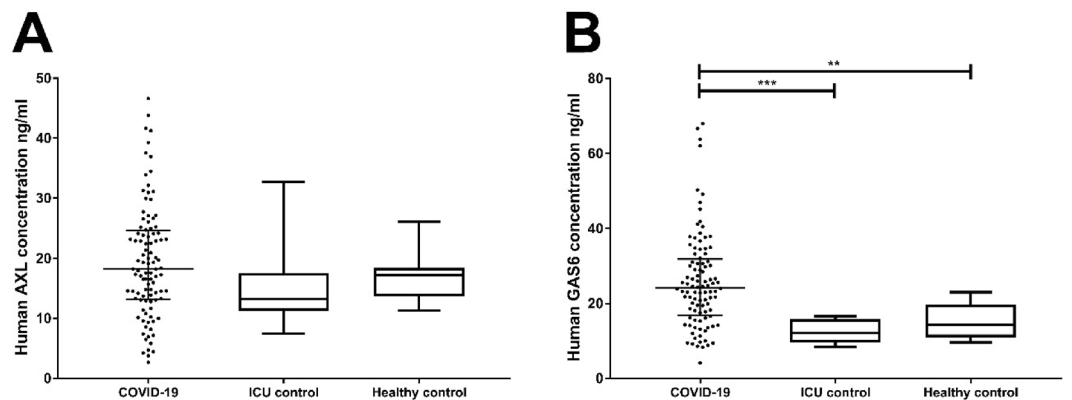 A
Human AXL concentration ng/ml
50
40
30
20
10
0
COVID-19
ICU control
Healthy control
B
Human GAS6 concentration ng/ml
80
60
40
20
0
**
***
COVID-19
ICU control
Healthy control